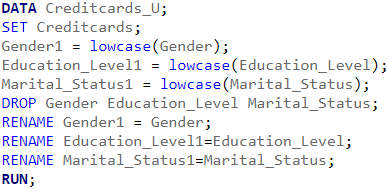 DATA Creditcards_U;
SET Creditcards;
Gender1 = lowcase(Gender);
Education_Level1 = lowcase(Education_Level);
Marital_Status1 = lowcase(Marital_Status);
DROP Gender Education_Level Marital_Status;
RENAME Gender1 = Gender;
RENAME Education_Level1=Education_Level;
RENAME Marital_Status1=Marital_Status;
RUN;